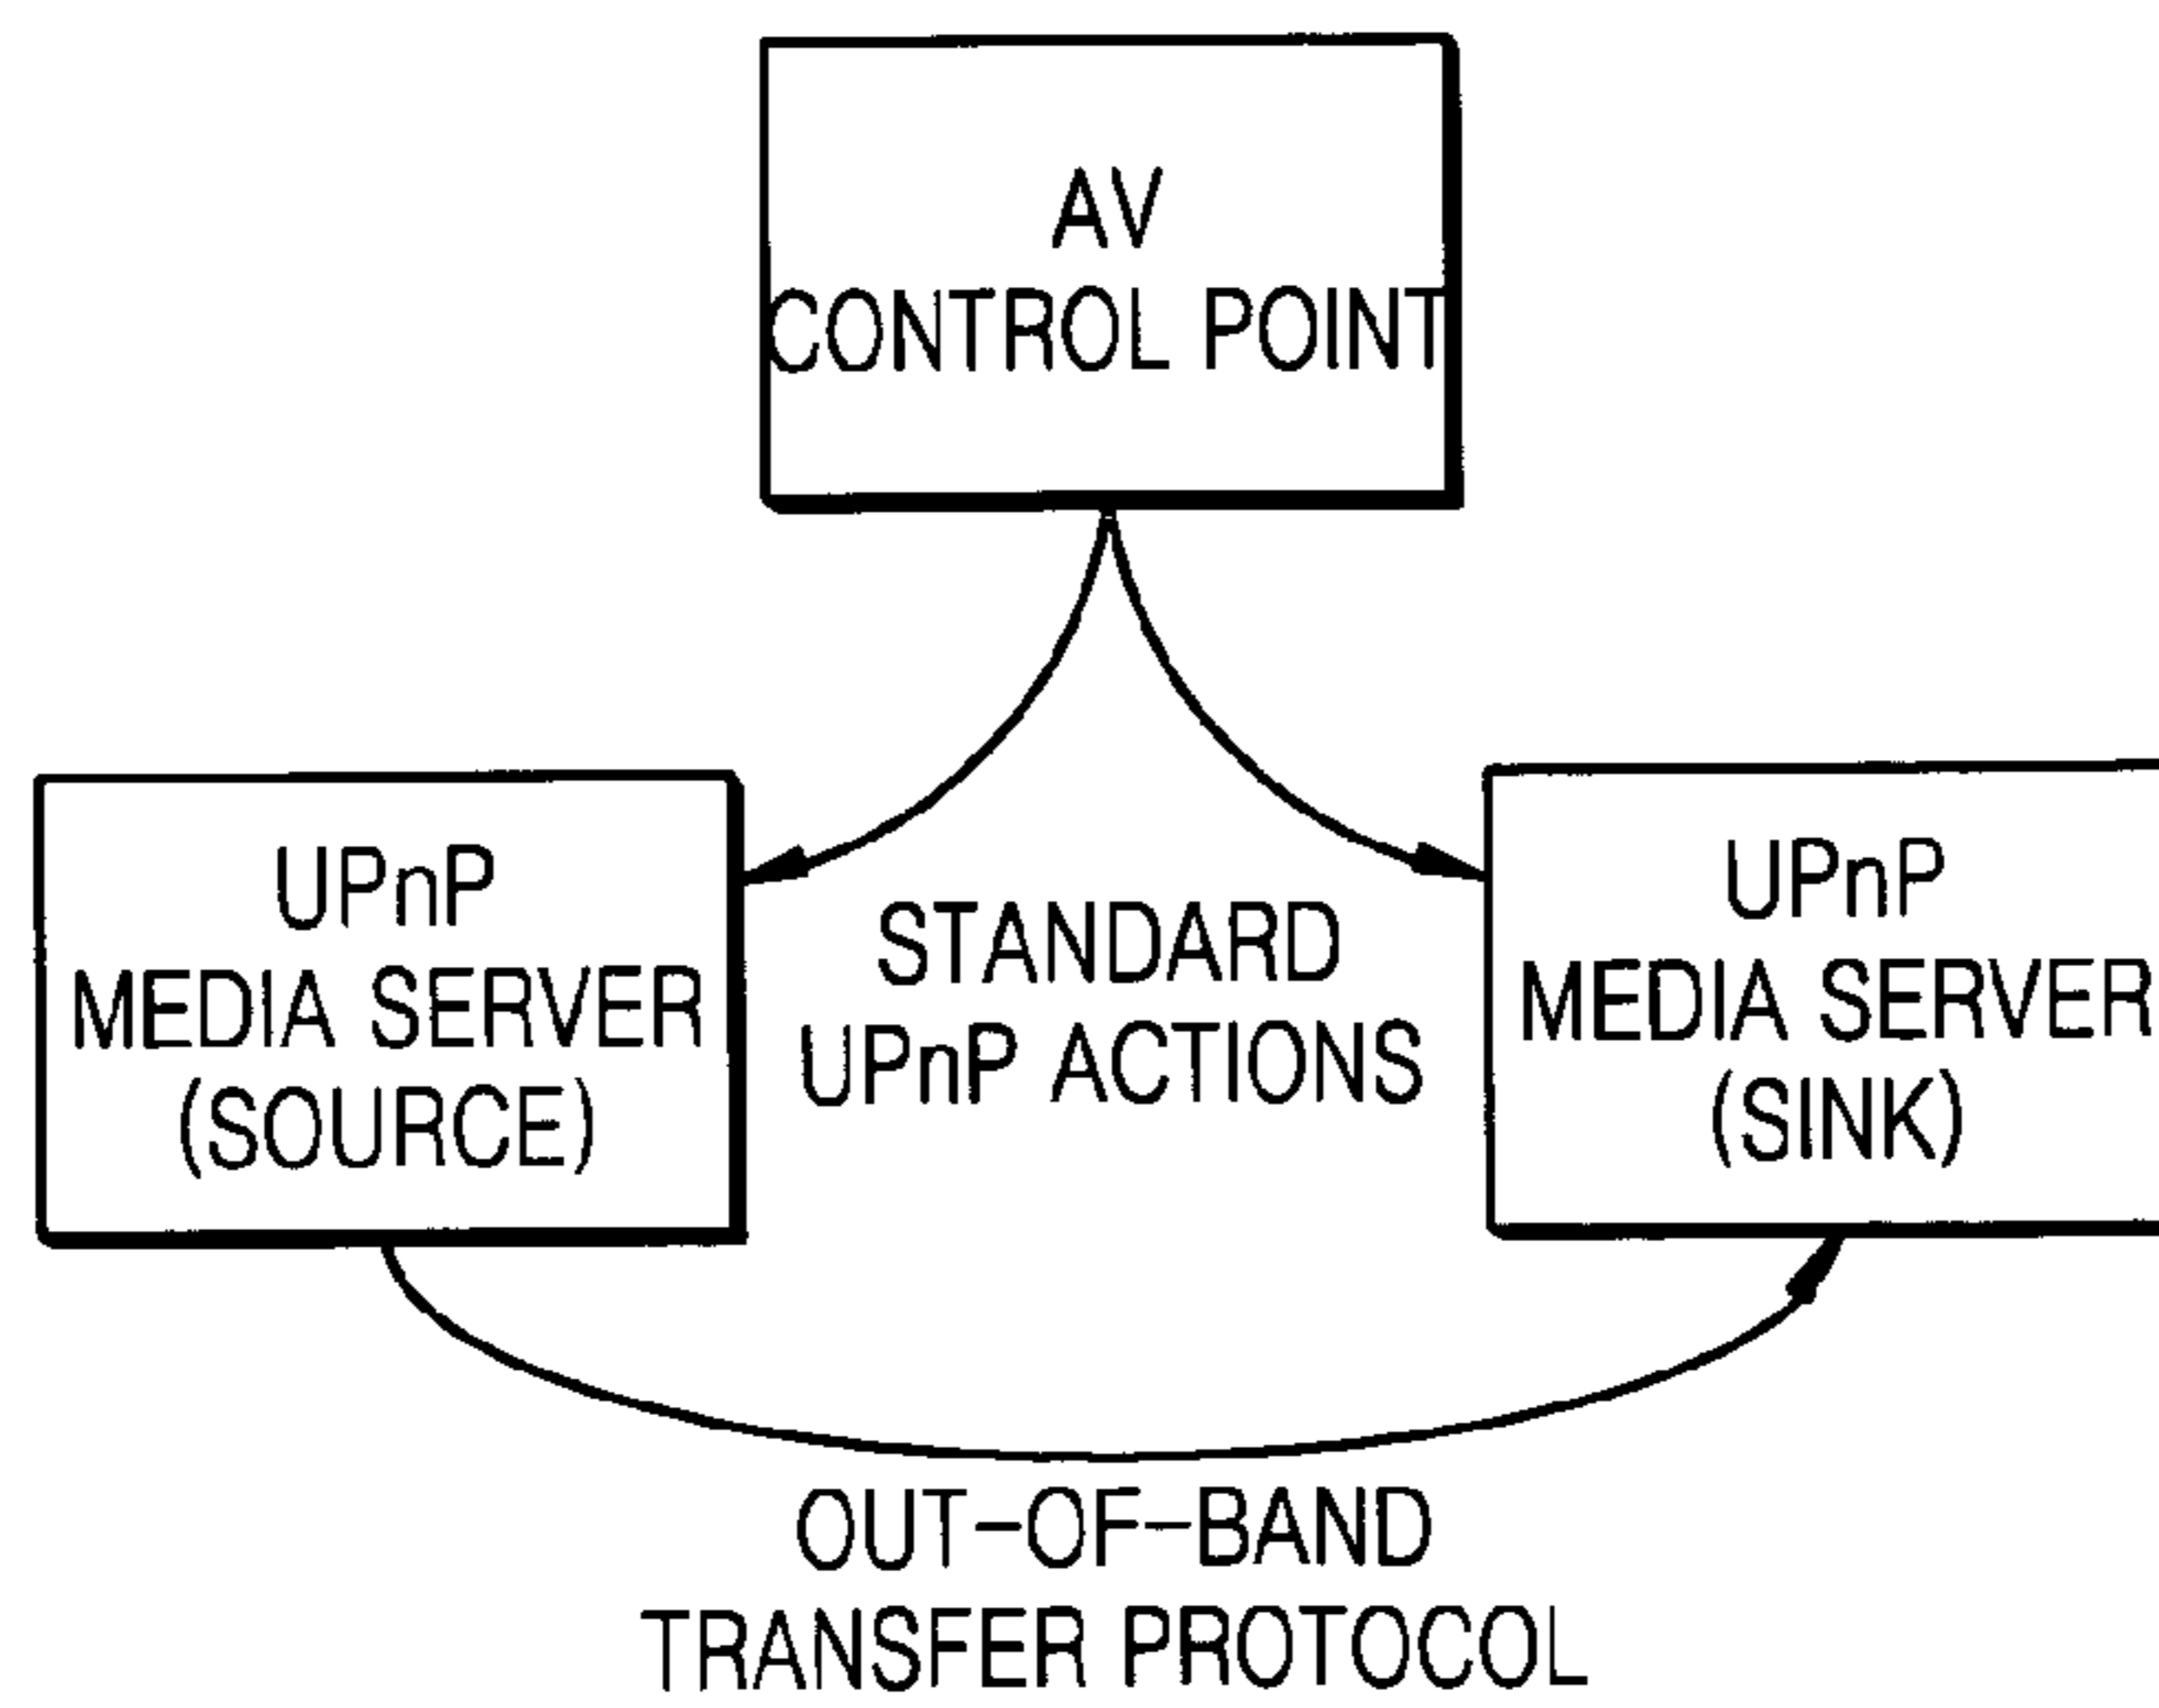 AV
CONTROL POINT
UPnP
MEDIA SERVER
(SOURCE)
STANDARD
UPnP ACTIONS
UPnP
MEDIA SERVER
(SINK)
OUT-OF-BAND
TRANSFER PROTOCOL